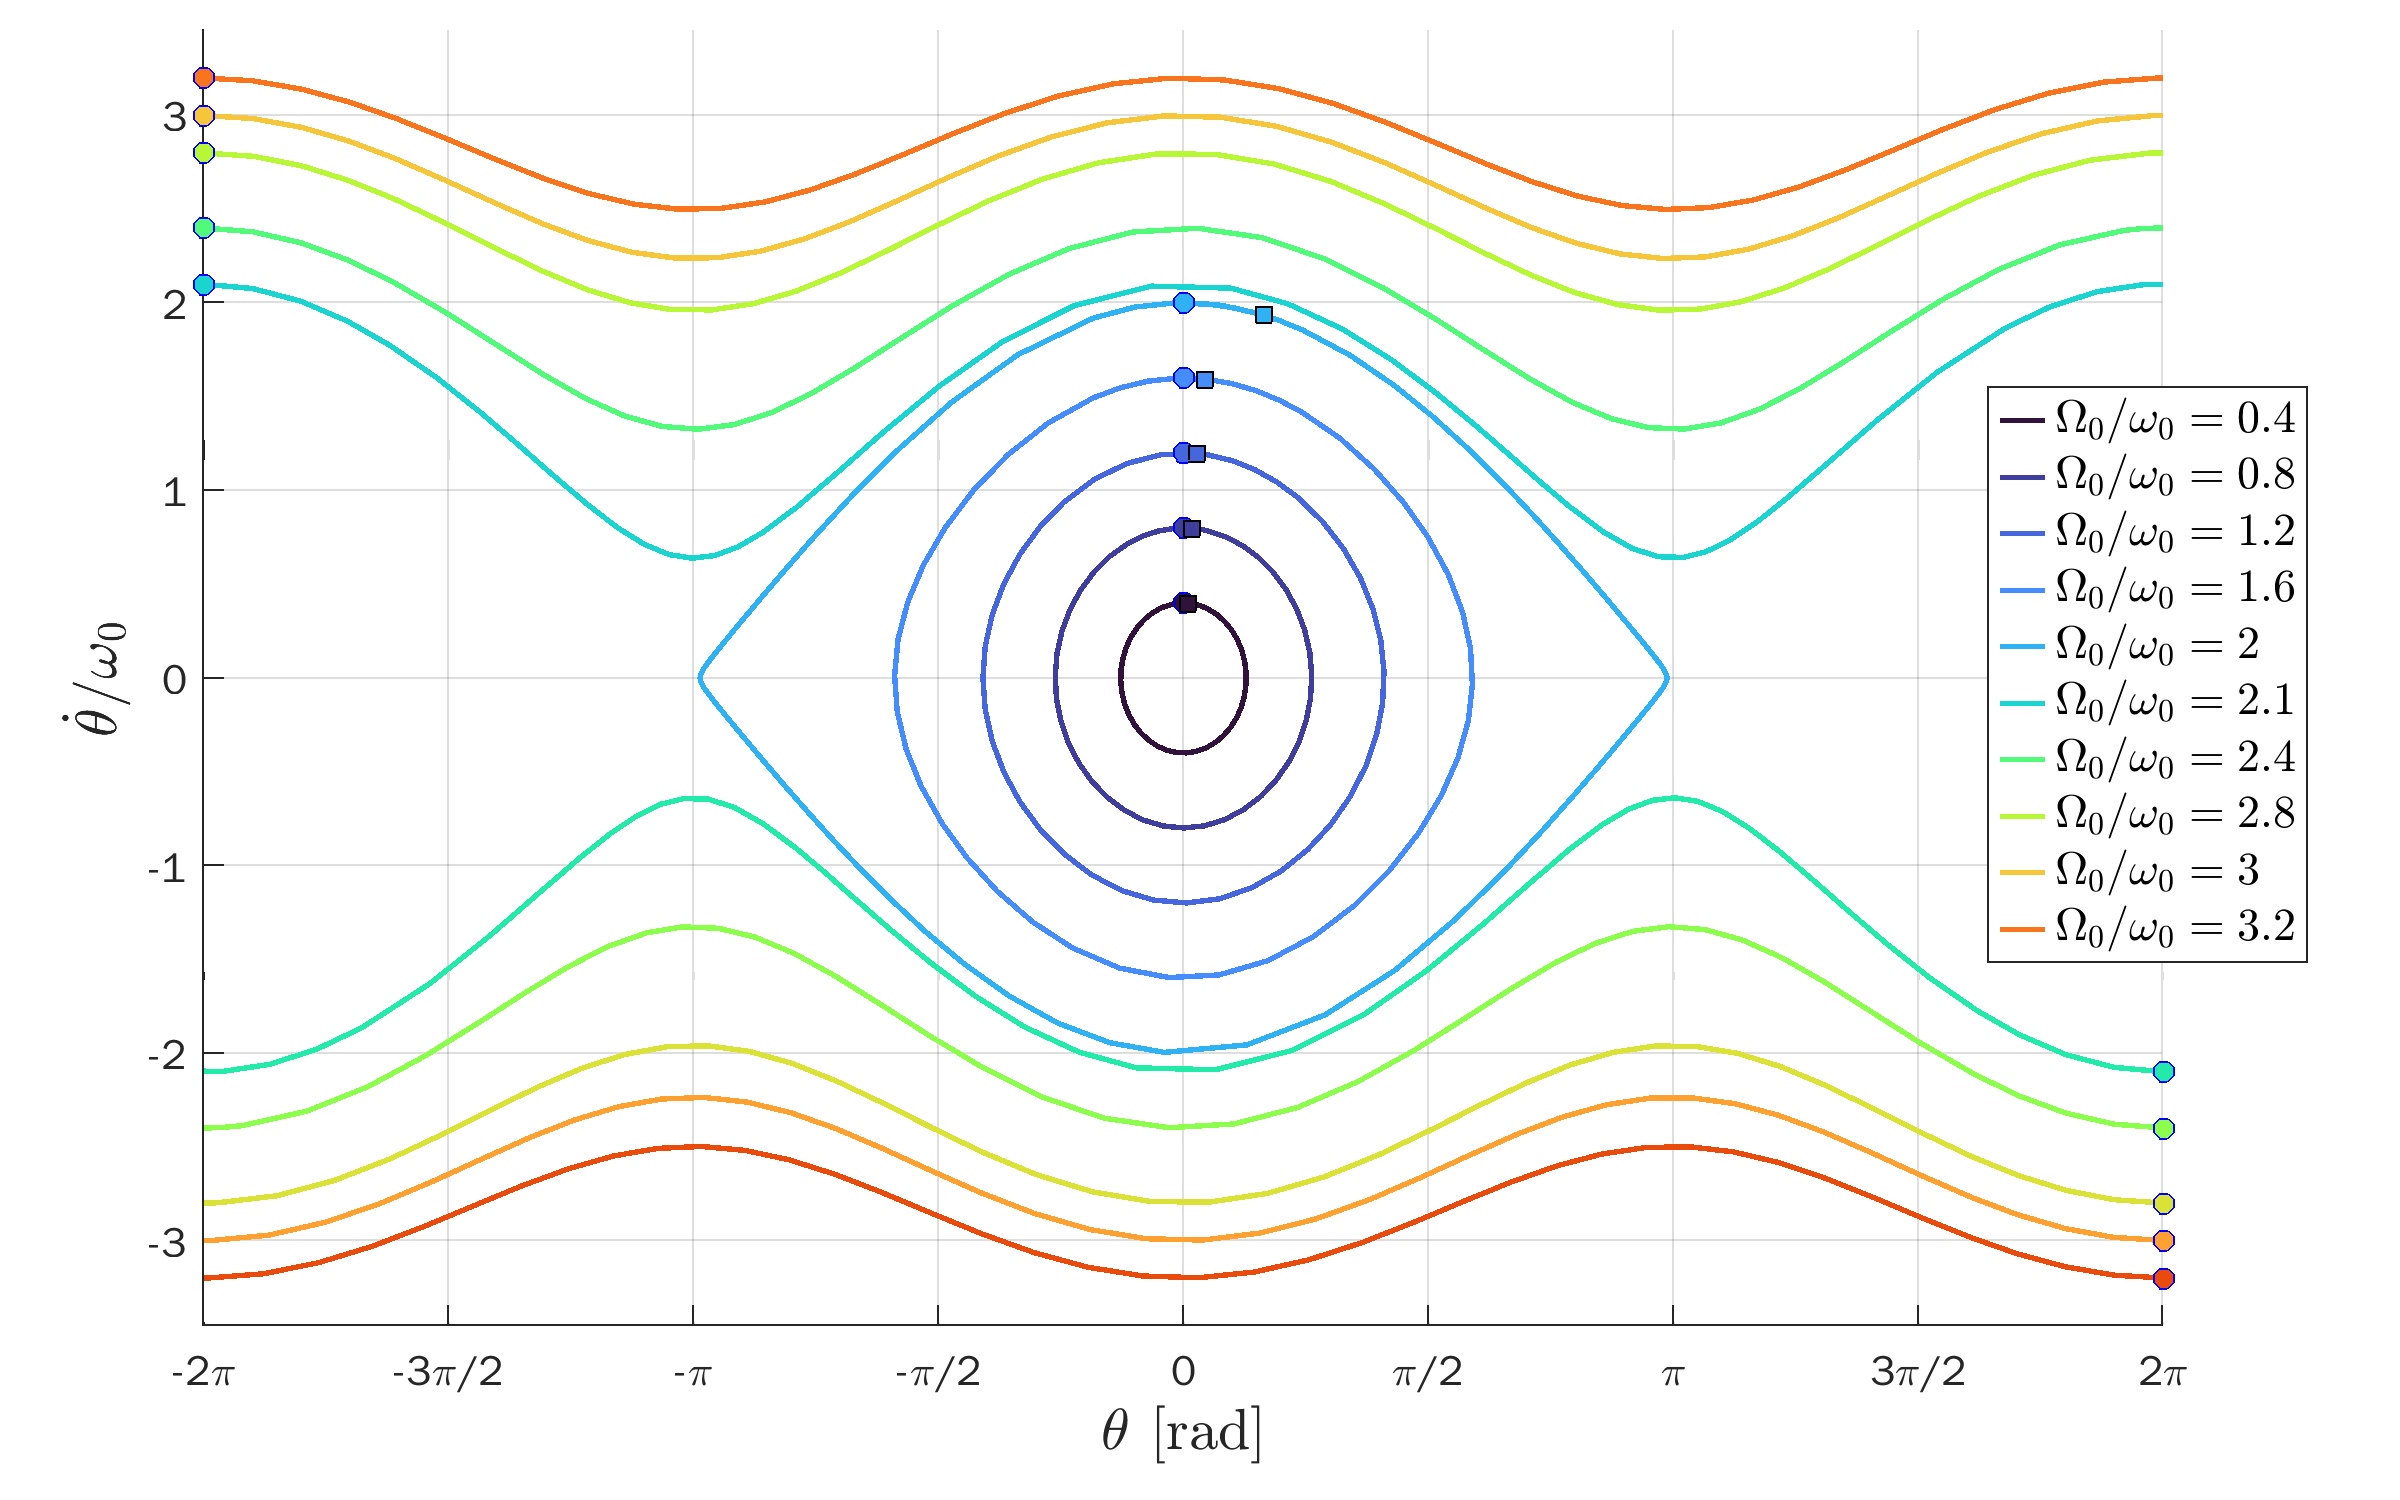 3
2
1
0
-1
-2
-3
θ̇/ω₀
-2π -3π/2 -π -π/2 0 π/2 π 3π/2 2π
θ [rad]
Ω₀/ω₀ = 0.4
Ω₀/ω₀ = 0.8
Ω₀/ω₀ = 1.2
Ω₀/ω₀ = 1.6
Ω₀/ω₀ = 2
Ω₀/ω₀ = 2.1
Ω₀/ω₀ = 2.4
Ω₀/ω₀ = 2.8
Ω₀/ω₀ = 3
Ω₀/ω₀ = 3.2